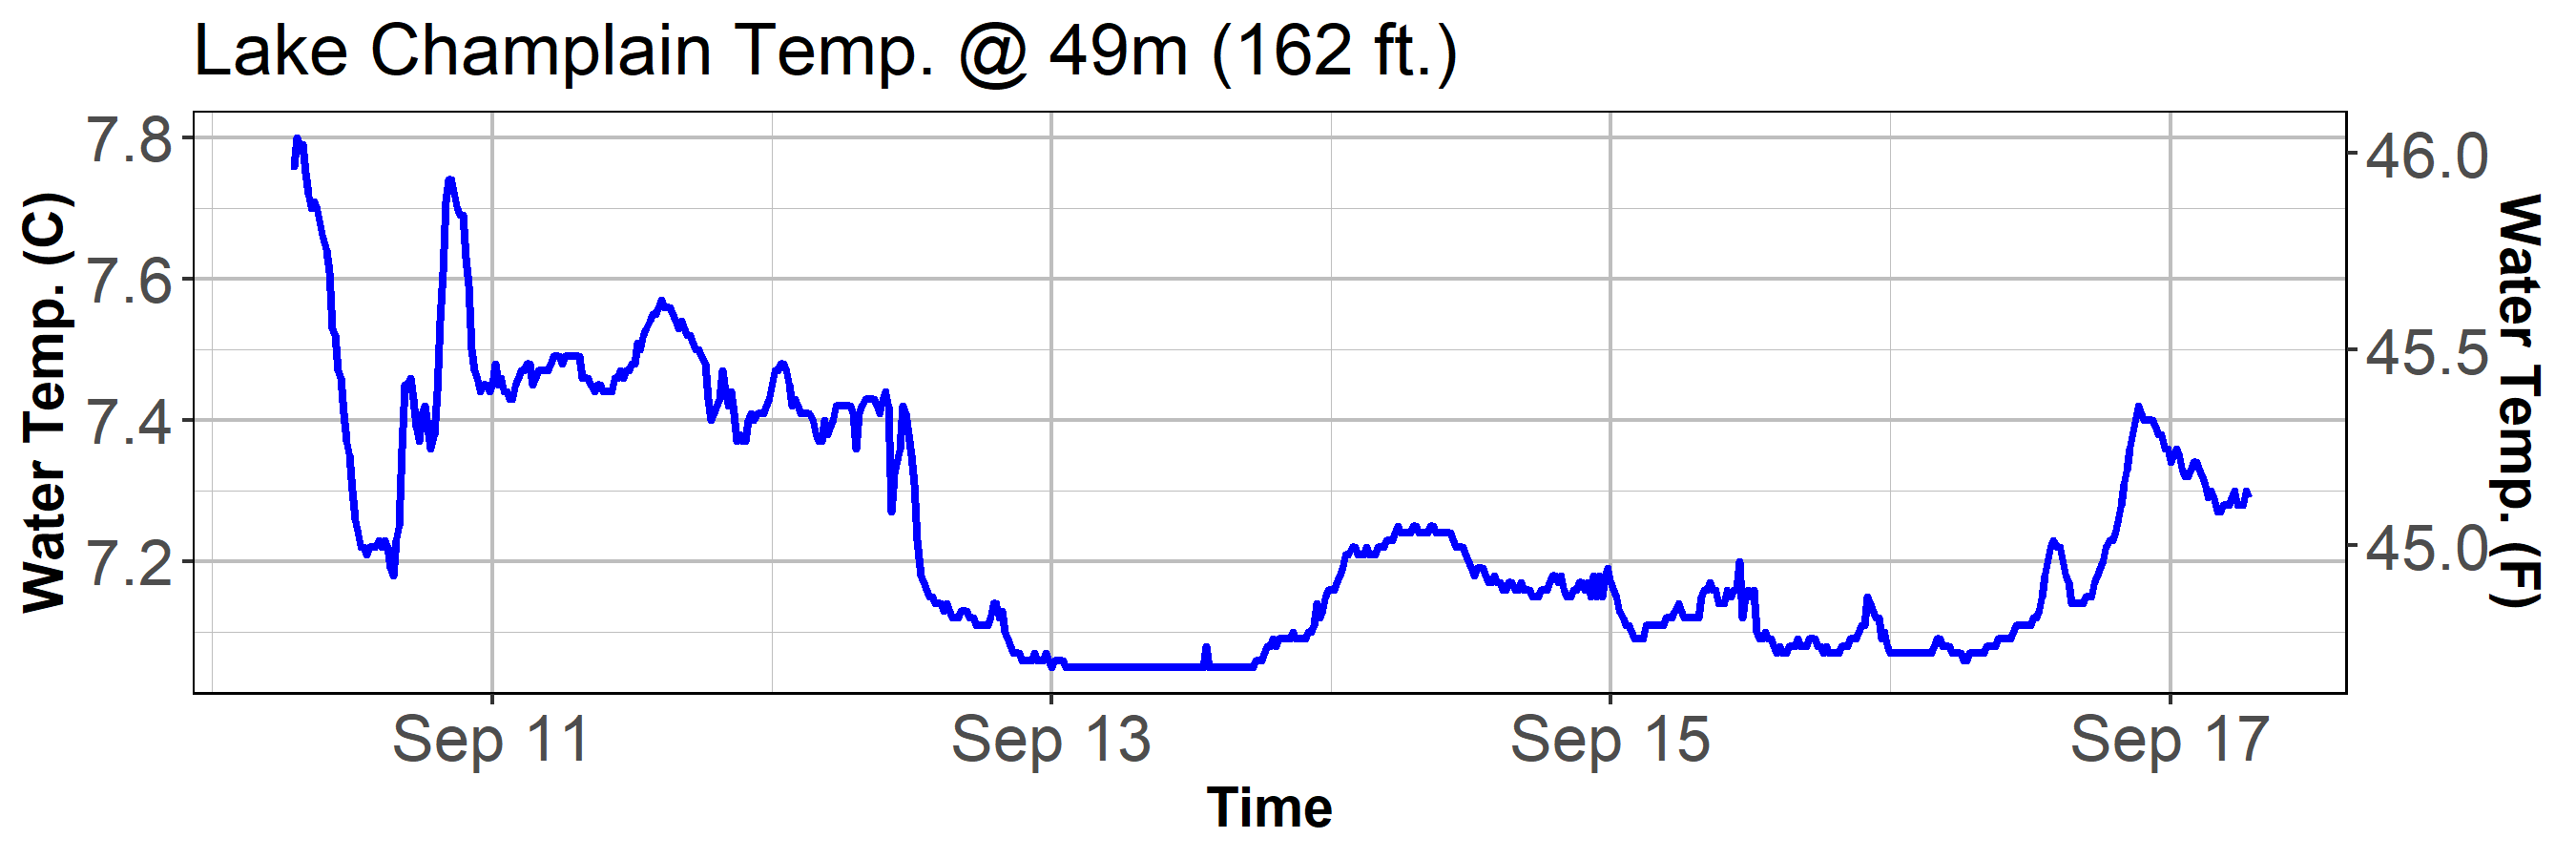 Lake Champlain Temp. @ 49m (162 ft.)
Water Temp. (C)
7.8
7.6
7.4
7.2
46.0
45.5
45.0
Water Temp. (F)
Sep 11
Sep 13
Sep 15
Sep 17
Time